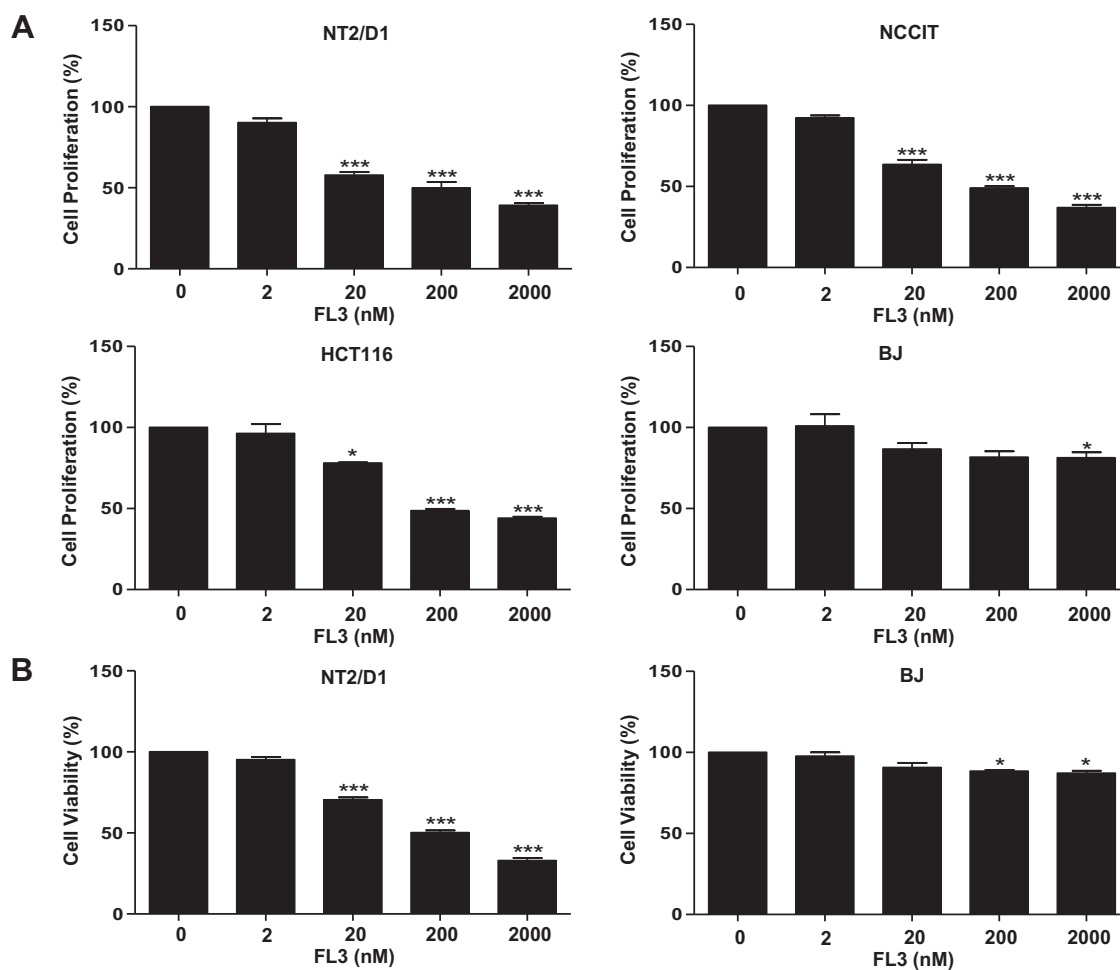 A
NT2/D1
Cell Proliferation (%)
150
100
50
0
***
***
***
0 2 20 200 2000
FL3 (nM)
NCCIT
Cell Proliferation (%)
150
100
50
0
***
***
***
0 2 20 200 2000
FL3 (nM)
HCT116
Cell Proliferation (%)
150
100
50
0
*
***
***
0 2 20 200 2000
FL3 (nM)
BJ
Cell Proliferation (%)
150
100
50
0
*
0 2 20 200 2000
FL3 (nM)
B
NT2/D1
Cell Viability (%)
150
100
50
0
***
***
***
0 2 20 200 2000
FL3 (nM)
BJ
Cell Viability (%)
150
100
50
0
* *
0 2 20 200 2000
FL3 (nM)